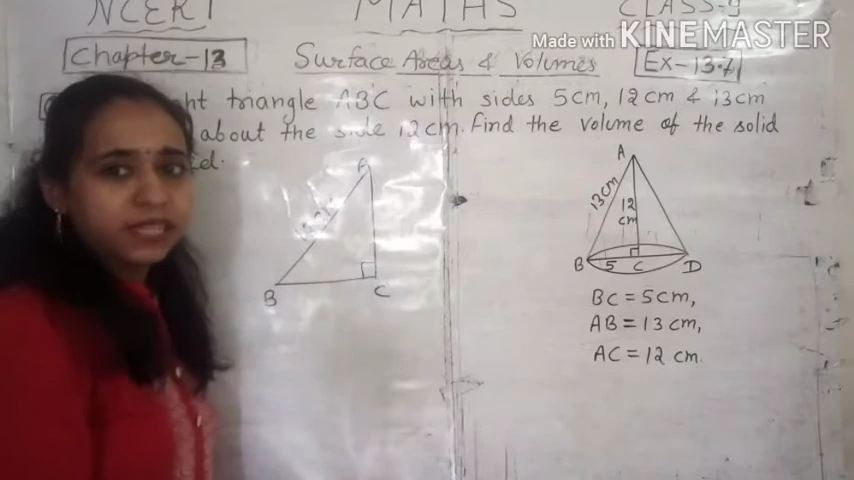 NCERT MATHS CLASS-9
Made with KINEMASTER
Chapter-13 Surface Areas & Volumes Ex-13.7
triangle ABC with sides 5cm, 12cm & 13cm
about the side 12cm. Find the volume of the solid
A
B
C
A
13cm
12
cm
B 5 C D
BC = 5cm,
AB = 13 cm,
AC = 12 cm.